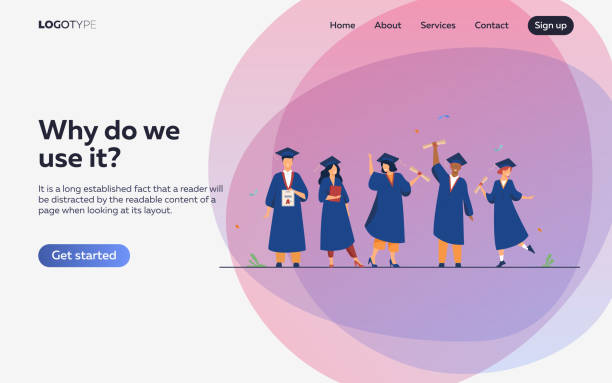 LOGOTYPE
Home About Services Contact Sign up
Why do we
use it?
It is a long established fact that a reader will
be distracted by the readable content of a
page when looking at its layout.
Get started